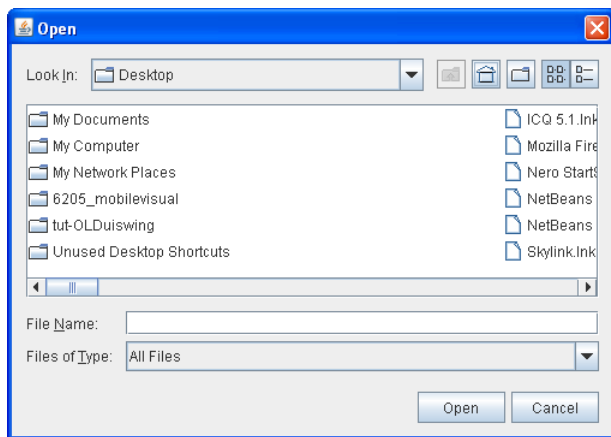 Open
Look In: Desktop
My Documents
My Computer
My Network Places
6205_mobilevisual
tut-OLDuiswing
Unused Desktop Shortcuts
ICQ 5.1.lnk
Mozilla Fire
Nero StartS
NetBeans
NetBeans
Skylink.lnk
File Name:
Files of Type: All Files
Open Cancel